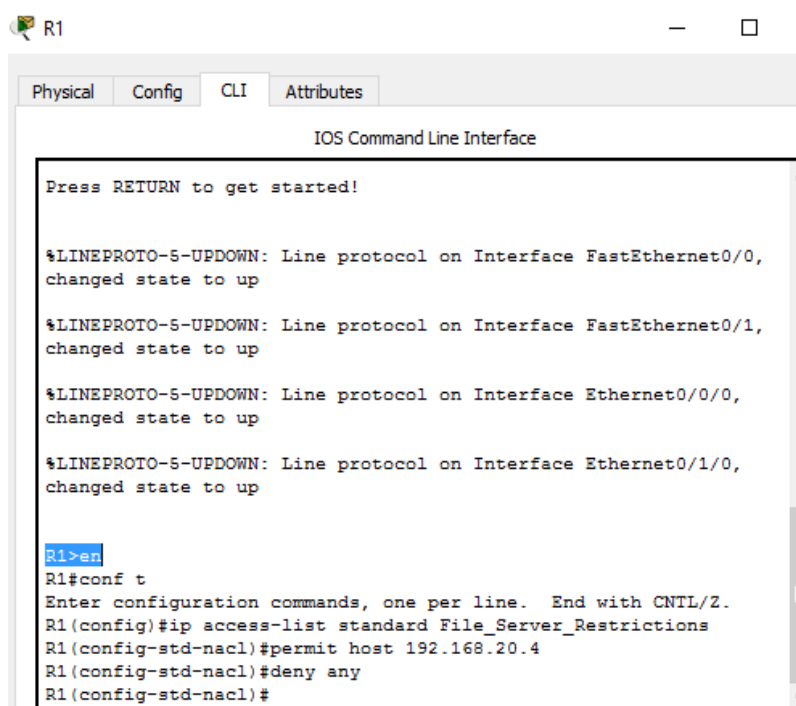 R1
Physical Config CLI Attributes
IOS Command Line Interface
Press RETURN to get started!
%LINEPROTO-5-UPDOWN: Line protocol on Interface FastEthernet0/0,
changed state to up
%LINEPROTO-5-UPDOWN: Line protocol on Interface FastEthernet0/1,
changed state to up
%LINEPROTO-5-UPDOWN: Line protocol on Interface Ethernet0/0/0,
changed state to up
%LINEPROTO-5-UPDOWN: Line protocol on Interface Ethernet0/1/0,
changed state to up
R1>en
R1#conf t
Enter configuration commands, one per line.  End with CNTL/Z.
R1(config)#ip access-list standard File_Server_Restrictions
R1(config-std-nacl)#permit host 192.168.20.4
R1(config-std-nacl)#deny any
R1(config-std-nacl)#